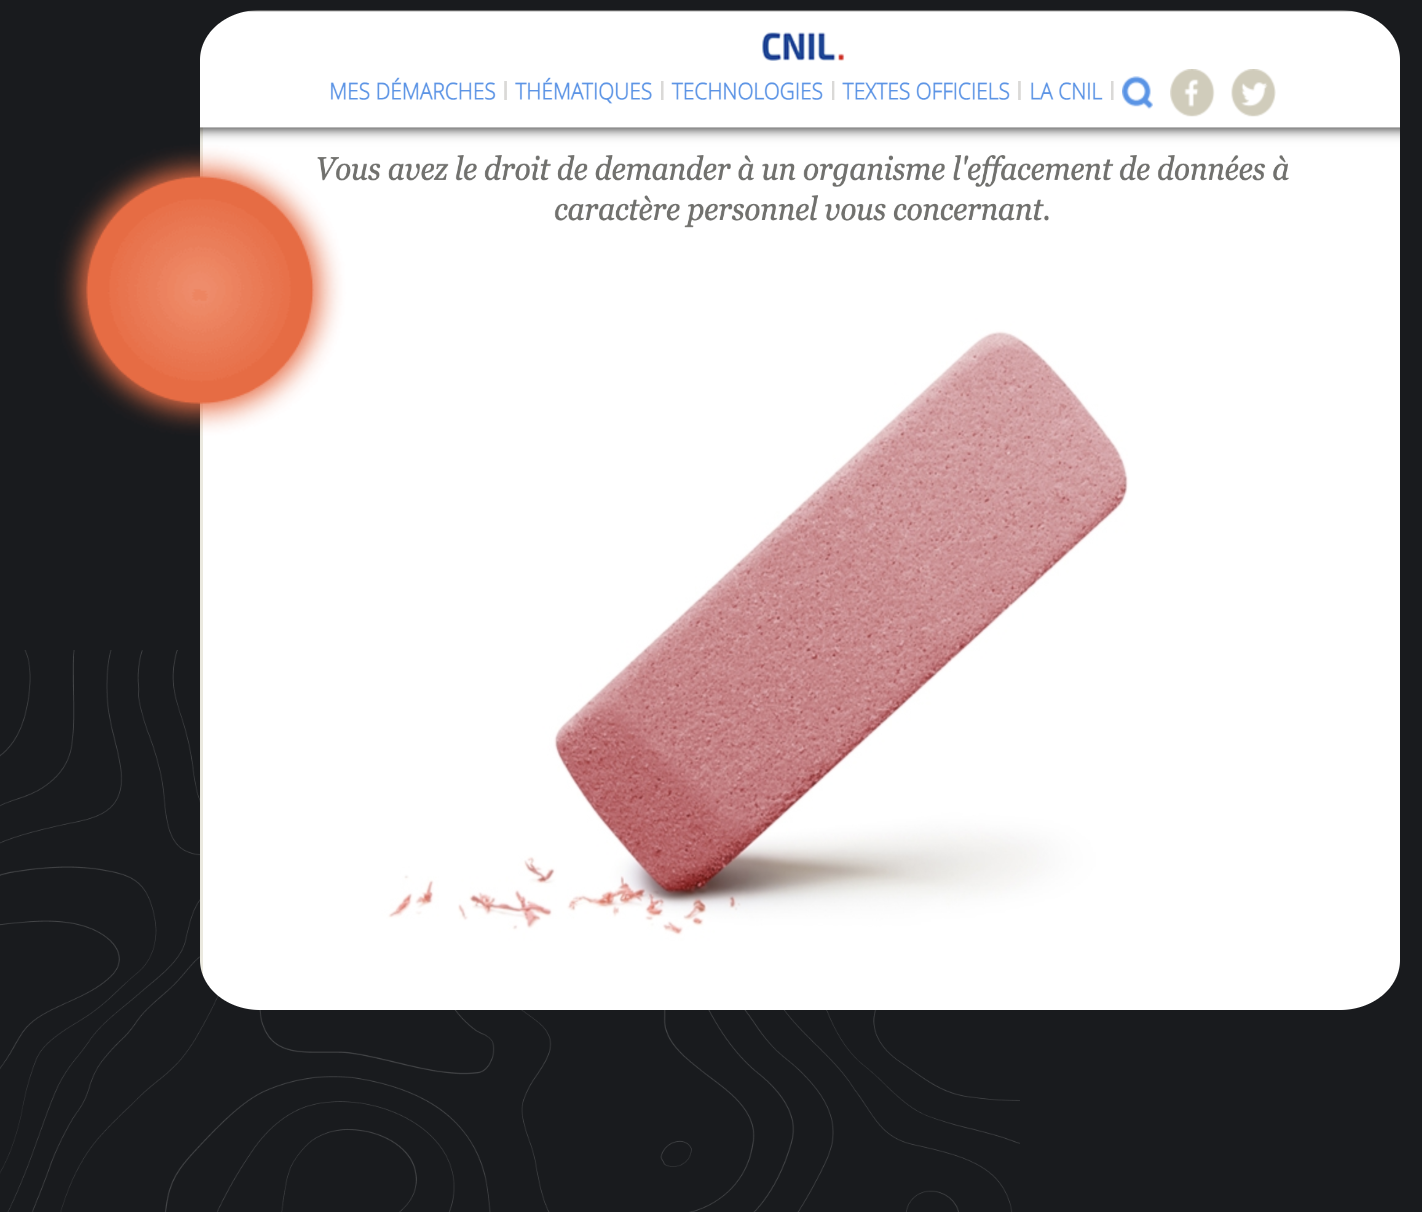 CNIL.
MES DÉMARCHES | THÉMATIQUES | TECHNOLOGIES | TEXTES OFFICIELS | LA CNIL |
Vous avez le droit de demander à un organisme l'effacement de données à
caractère personnel vous concernant.